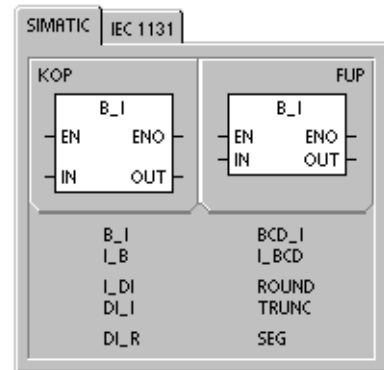 SIMATIC IEC 1131
KOP FUP
B_I B_I
EN ENO EN ENO
IN OUT IN OUT
B_I BCD_I
I_B I_BCD
I_DI ROUND
DI_I TRUNC
DI_R SEG